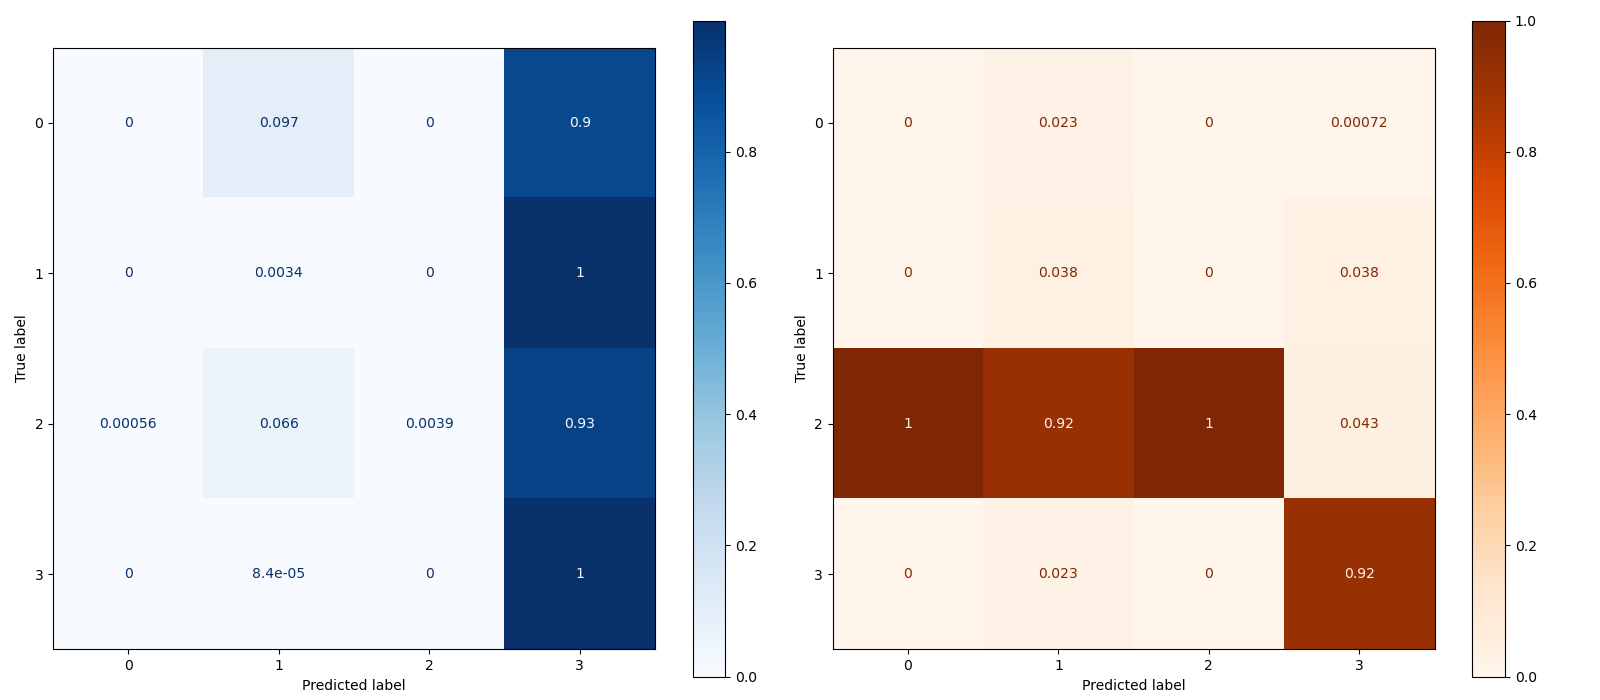 1.0
0 0 0.097 0 0.9 0 0 0.023 0 0.00072
0.8 0.8
1 0 0.0034 0 1 1 0 0.038 0 0.038
0.6 0.6
True label True label
0.4 0.4
2 0.00056 0.066 0.0039 0.93 2 1 0.92 1 0.043
0.2 0.2
3 0 8.4e-05 0 1 3 0 0.023 0 0.92
0 1 2 3 0 1 2 3
0.0 0.0
Predicted label Predicted label